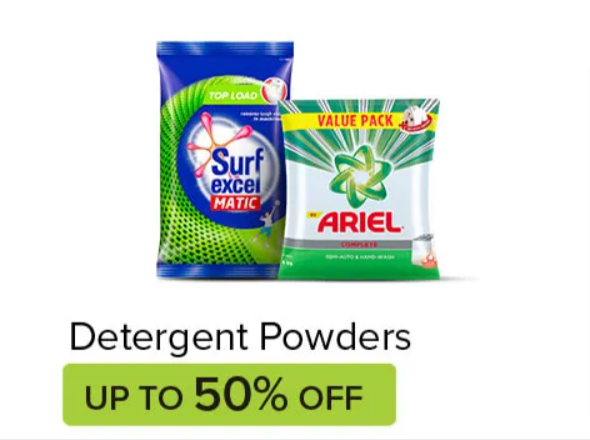 TOP LOAD
Surf
excel
MATIC
VALUE PACK
ARIEL
COMPLETE
SEMI-AUTO & HAND-WASH
Detergent Powders
UP TO 50% OFF